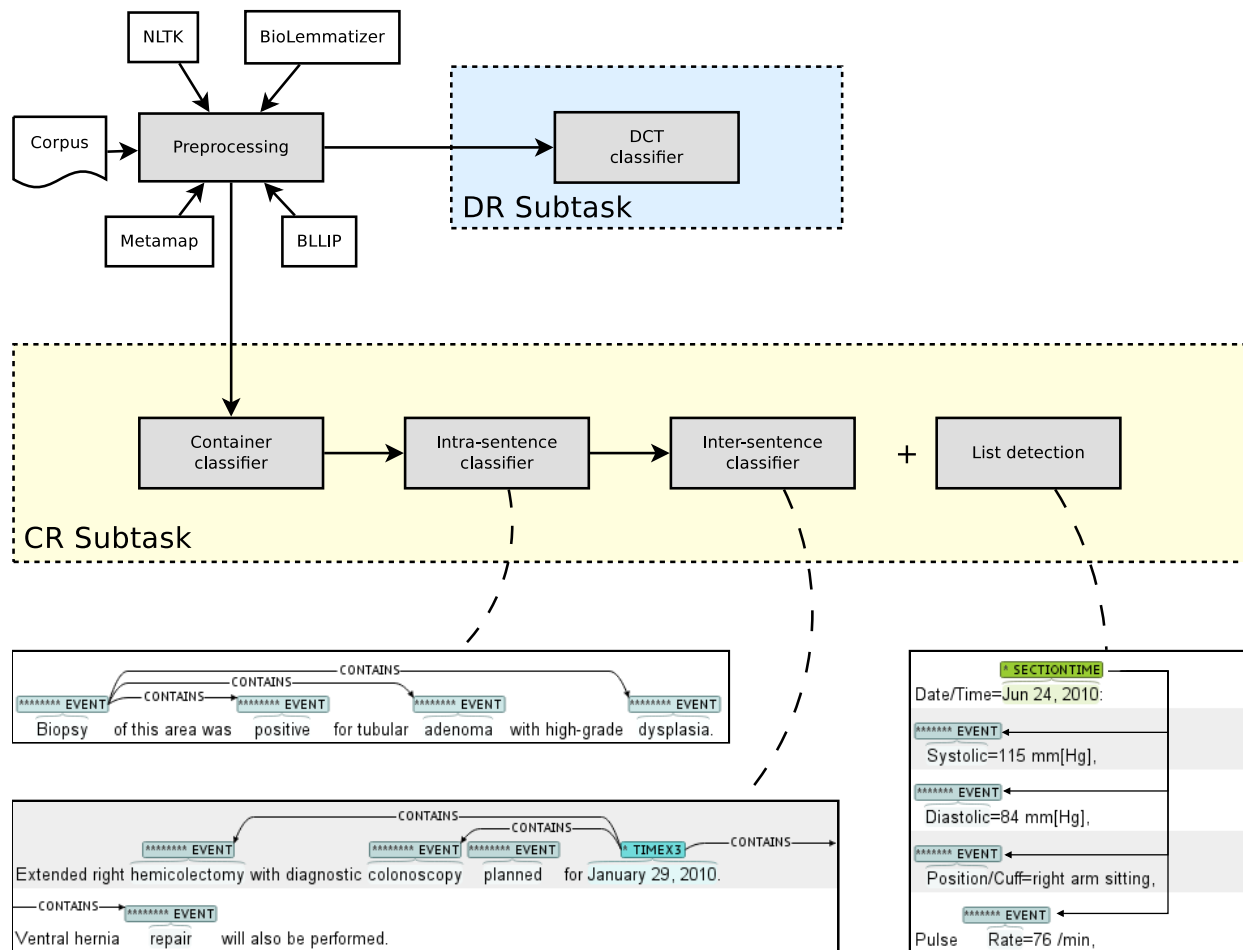 NLTK
BioLemmatizer
Corpus
Preprocessing
DCT
classifier
Metamap
BLLIP
DR Subtask
Container
classifier
Intra-sentence
classifier
Inter-sentence
classifier
+
List detection
CR Subtask
CONTAINS
CONTAINS
CONTAINS
******** EVENT ******** EVENT ******** EVENT ******** EVENT
Biopsy of this area was positive for tubular adenoma with high-grade dysplasia.
CONTAINS
CONTAINS
CONTAINS
******** EVENT ******** EVENT ******** EVENT * TIMEX3
Extended right hemicolectomy with diagnostic colonoscopy planned for January 29, 2010.
CONTAINS ******** EVENT
Ventral hernia repair will also be performed.
* SECTIONTIME
Date/Time=Jun 24, 2010:
******* EVENT
Systolic=115 mm[Hg],
******* EVENT
Diastolic=84 mm[Hg],
******* EVENT
Position/Cuff=right arm sitting,
******* EVENT
Pulse Rate=76 /min,